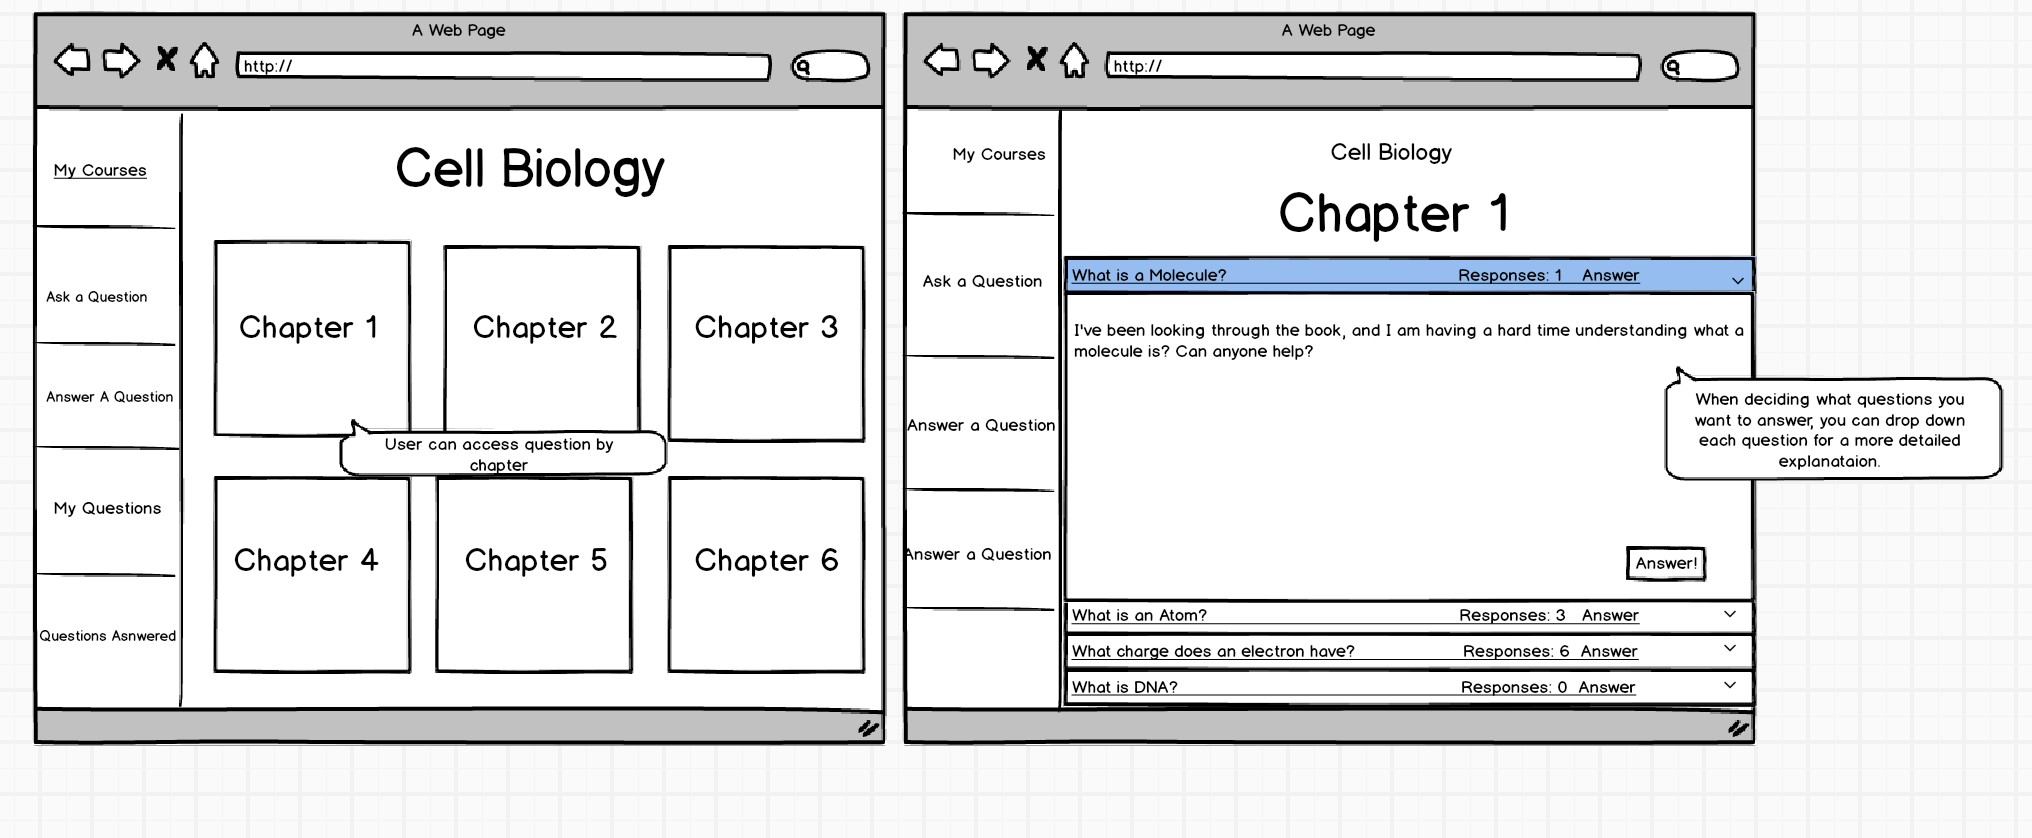 A Web Page
http://
My Courses
Ask a Question
Answer A Question
My Questions
Questions Asnwered
Cell Biology
Chapter 1
Chapter 2
Chapter 3
User can access question by
chapter
Chapter 4
Chapter 5
Chapter 6
A Web Page
http://
My Courses
Ask a Question
Answer a Question
Answer a Question
Cell Biology
Chapter 1
What is a Molecule? Responses: 1 Answer
I've been looking through the book, and I am having a hard time understanding what a
molecule is? Can anyone help?
When deciding what questions you
want to answer, you can drop down
each question for a more detailed
explanataion.
Answer!
What is an Atom? Responses: 3 Answer
What charge does an electron have? Responses: 6 Answer
What is DNA? Responses: 0 Answer